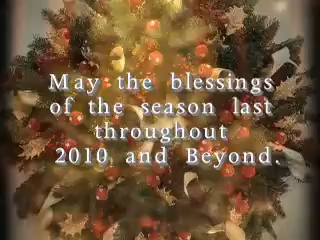 May the blessings
of the season last
throughout
2010 and Beyond.